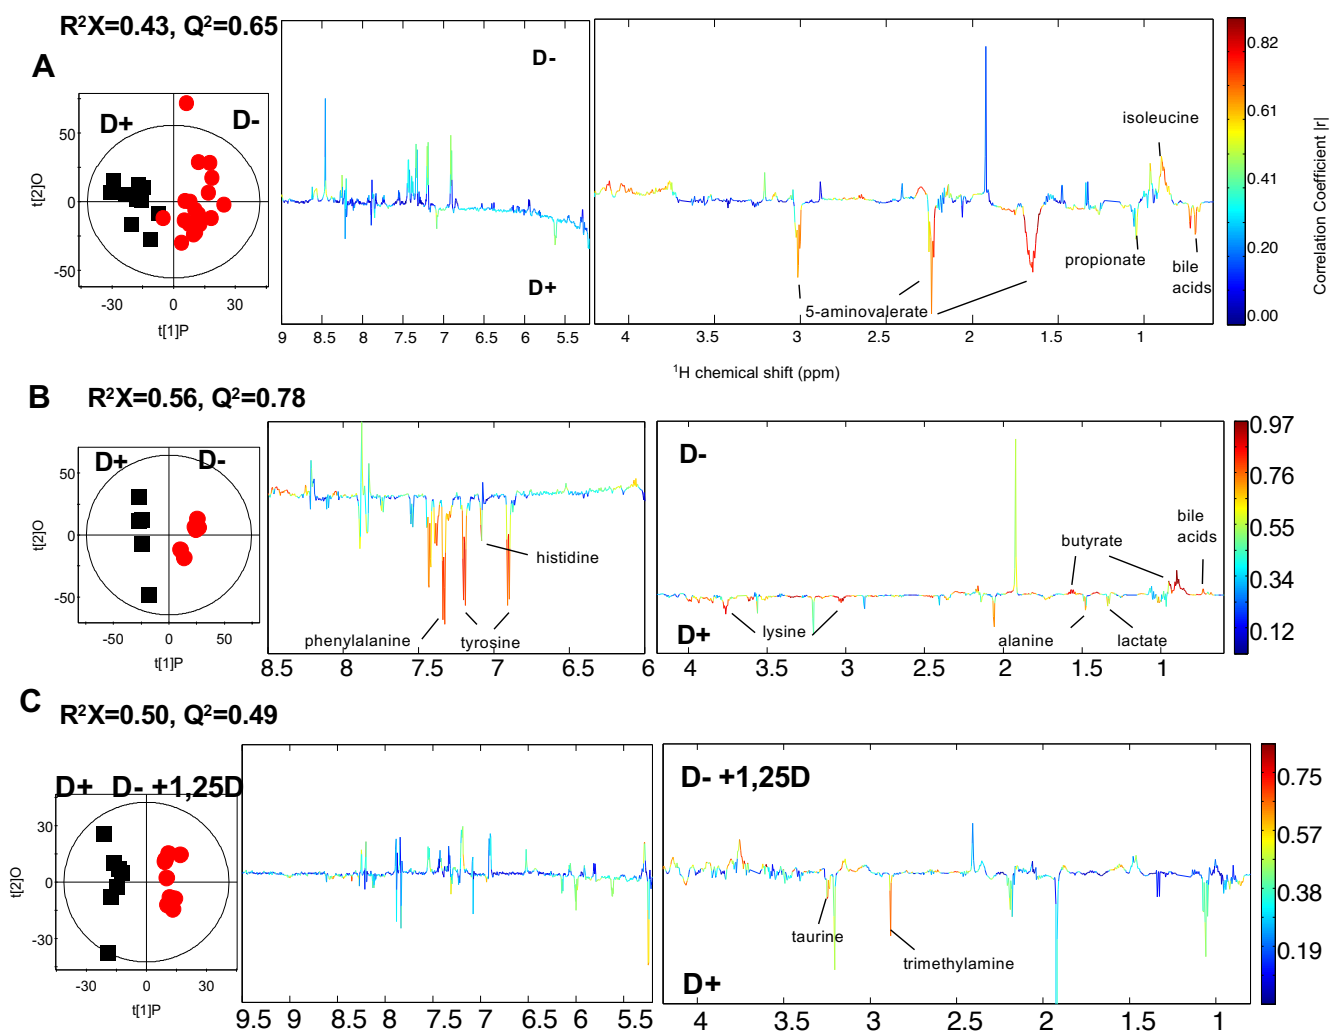 R²X=0.43, Q²=0.65
A
D+
D-
50
0
-50
t[2]O
-30
0
30
t[1]P
D-
D+
9
8.5
8
7.5
7
6.5
6
5.5
isoleucine
propionate
bile
acids
5-aminovalerate
4
3.5
3
2.5
2
1.5
1
¹H chemical shift (ppm)
0.82
0.61
0.41
0.20
0.00
Correlation Coefficient |r|
B
R²X=0.56, Q²=0.78
D+
D-
50
0
-50
t[2]O
-50
0
50
t[1]P
histidine
phenylalanine
tyrosine
8.5
8
7.5
7
6.5
6
D-
D+
butyrate
bile
acids
lysine
alanine
lactate
4
3.5
3
2.5
2
1.5
1
0.97
0.76
0.55
0.34
0.12
C
R²X=0.50, Q²=0.49
D+
D- +1,25D
30
0
-30
t[2]O
-30
0
30
t[1]P
9.5
9
8.5
8
7.5
7
6.5
6
5.5
D- +1,25D
D+
taurine
trimethylamine
4
3.5
3
2.5
2
1.5
1
0.75
0.57
0.38
0.19